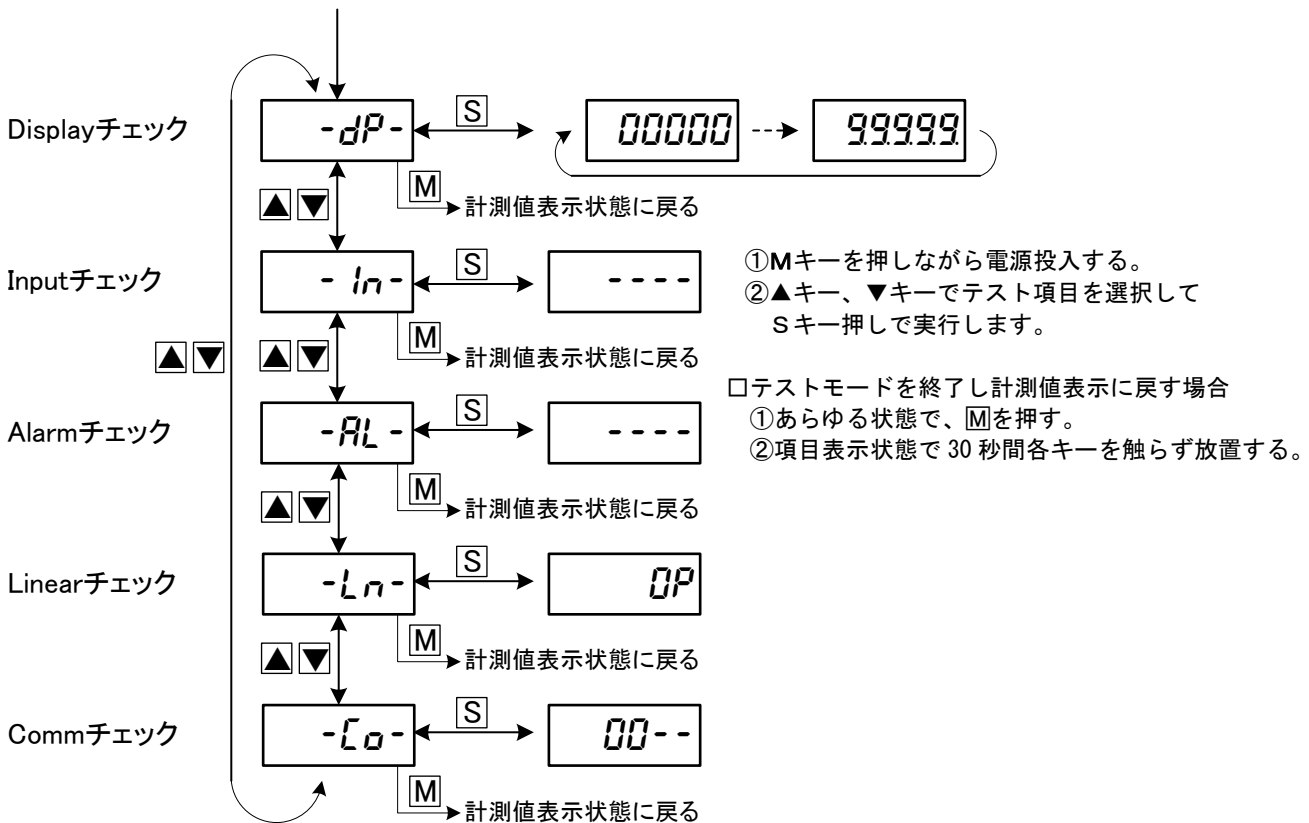 Displayチェック
-dP-
S
00000
9.9.9.9.9.
M
計測値表示状態に戻る
▲ ▼
Inputチェック
- In-
S
----
M
計測値表示状態に戻る
▲ ▼
▲ ▼
Alarmチェック
-AL-
S
----
M
計測値表示状態に戻る
▲ ▼
Linearチェック
-Ln-
S
0P
M
計測値表示状態に戻る
▲ ▼
Commチェック
-Co-
S
00--
M
計測値表示状態に戻る
①Mキーを押しながら電源投入する。
②▲キー、▼キーでテスト項目を選択して
Sキー押しで実行します。
□テストモードを終了し計測値表示に戻す場合
①あらゆる状態で、Mを押す。
②項目表示状態で30秒間各キーを触らず放置する。